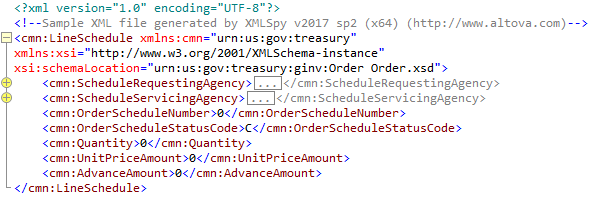 <?xml version="1.0" encoding="UTF-8"?>
<!--Sample XML file generated by XMLSpy v2017 sp2 (x64) (http://www.altova.com)-->
<cmn:LineSchedule xmlns:cmn="urn:us:gov:treasury"
xmlns:xsi="http://www.w3.org/2001/XMLSchema-instance"
xsi:schemaLocation="urn:us:gov:treasury:ginv:Order Order.xsd">
<cmn:ScheduleRequestingAgency>...</cmn:ScheduleRequestingAgency>
<cmn:ScheduleServicingAgency>...</cmn:ScheduleServicingAgency>
<cmn:OrderScheduleNumber>0</cmn:OrderScheduleNumber>
<cmn:OrderScheduleStatusCode>C</cmn:OrderScheduleStatusCode>
<cmn:Quantity>0</cmn:Quantity>
<cmn:UnitPriceAmount>0</cmn:UnitPriceAmount>
<cmn:AdvanceAmount>0</cmn:AdvanceAmount>
</cmn:LineSchedule>